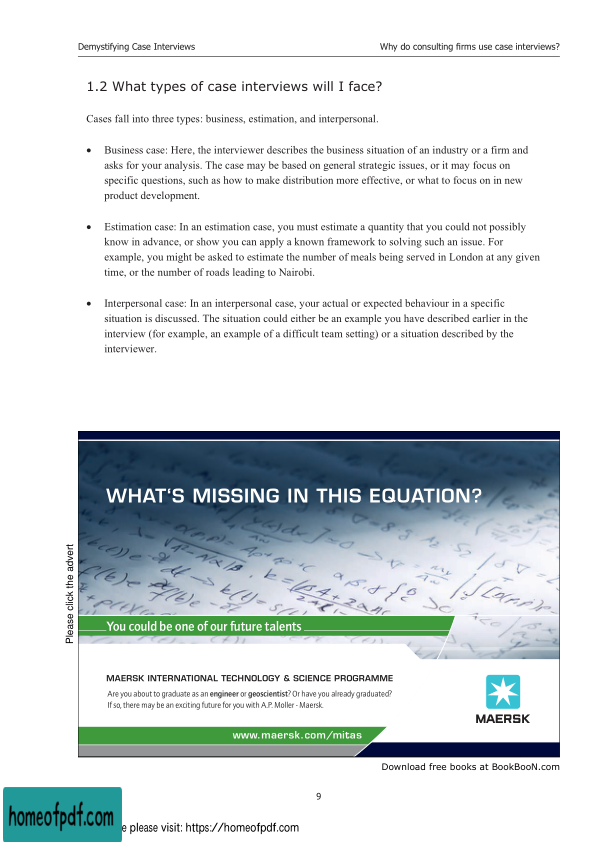 Demystifying Case Interviews
Why do consulting firms use case interviews?
1.2 What types of case interviews will I face?
Cases fall into three types: business, estimation, and interpersonal.
• Business case: Here, the interviewer describes the business situation of an industry or a firm and
asks for your analysis. The case may be based on general strategic issues, or it may focus on
specific questions, such as how to make distribution more effective, or what to focus on in new
product development.
• Estimation case: In an estimation case, you must estimate a quantity that you could not possibly
know in advance, or show you can apply a known framework to solving such an issue. For
example, you might be asked to estimate the number of meals being served in London at any given
time, or the number of roads leading to Nairobi.
• Interpersonal case: In an interpersonal case, your actual or expected behaviour in a specific
situation is discussed. The situation could either be an example you have described earlier in the
interview (for example, an example of a difficult team setting) or a situation described by the
interviewer.
Please click the advert
WHAT'S MISSING IN THIS EQUATION?
You could be one of our future talents
MAERSK INTERNATIONAL TECHNOLOGY & SCIENCE PROGRAMME
Are you about to graduate as an engineer or geoscientist? Or have you already graduated?
If so, there may be an exciting future for you with A.P. Moller - Maersk.
MAERSK
www.maersk.com/mitas
Download free books at BookBooN.com
9
homeofpdf.com
please visit: https://homeofpdf.com